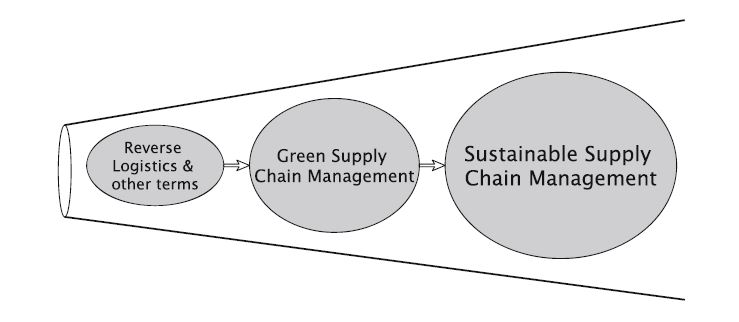 Reverse
Logistics &
other terms
Green Supply
Chain Management
Sustainable Supply
Chain Management